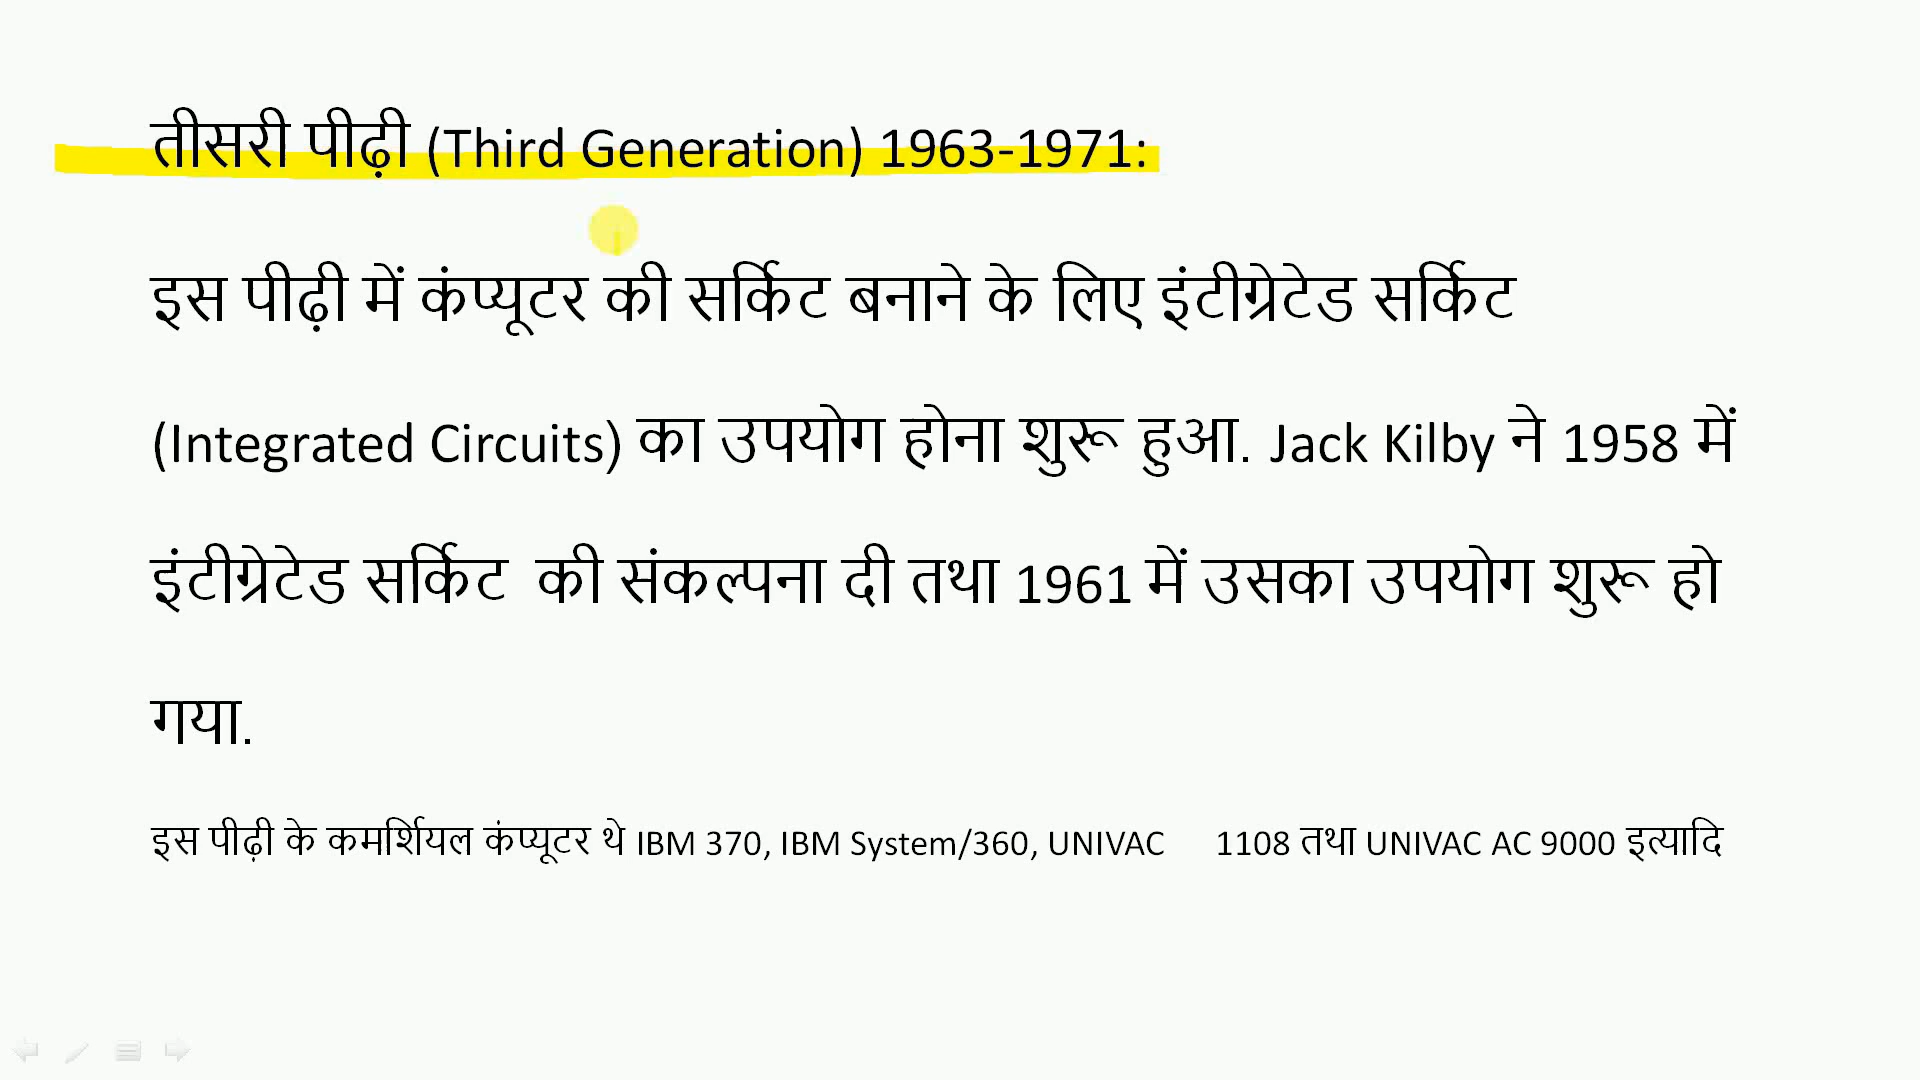 तीसरी पीढ़ी (Third Generation) 1963-1971:
इस पीढ़ी में कंप्यूटर की सर्किट बनाने के लिए इंटीग्रेटेड सर्किट
(Integrated Circuits) का उपयोग होना शुरू हुआ. Jack Kilby ने 1958 में
इंटीग्रेटेड सर्किट की संकल्पना दी तथा 1961 में उसका उपयोग शुरू हो
गया.
इस पीढ़ी के कमर्शियल कंप्यूटर थे IBM 370, IBM System/360, UNIVAC 1108 तथा UNIVAC AC 9000 इत्यादि